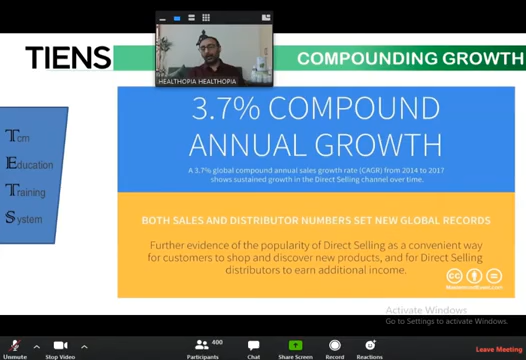 TIENS
COMPOUNDING GROWTH
HEALTHOPIA HEALTHOPIA
Tcm
Education
Training
System
3.7% COMPOUND
ANNUAL GROWTH
A 3.7% global compound annual sales growth rate (CAGR) from 2014 to 2017
shows sustained growth in the Direct Selling channel over time.
BOTH SALES AND DISTRIBUTOR NUMBERS SET NEW GLOBAL RECORDS
Further evidence of the popularity of Direct Selling as a convenient way
for customers to shop and discover new products, and for Direct Selling
distributors to earn additional income.
Activate Windows
Go to Settings to activate Windows.
Unmute
Stop Video
400
Participants
Chat
Share Screen
Record
Reactions
Leave Meeting